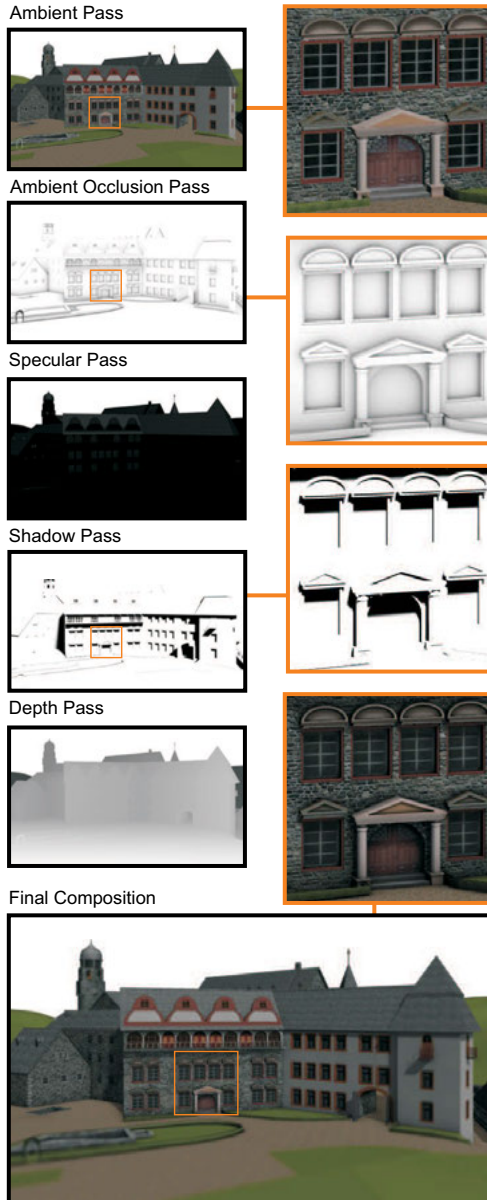 Ambient Pass
Ambient Occlusion Pass
Specular Pass
Shadow Pass
Depth Pass
Final Composition